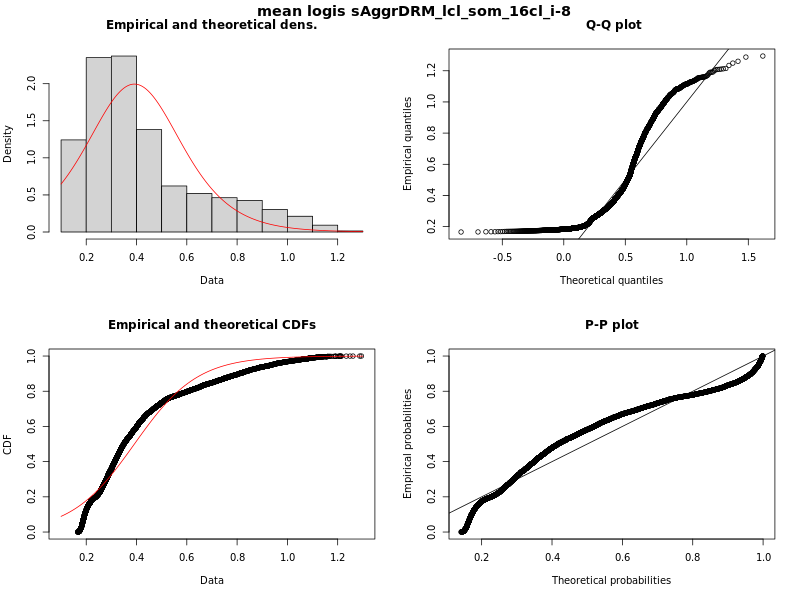 mean logis sAggrDRM_lcl_som_16cl_i-8
Empirical and theoretical dens.
Density
0.0 0.5 1.0 1.5 2.0
0.2 0.4 0.6 0.8 1.0 1.2
Data
Q-Q plot
Empirical quantiles
0.2 0.4 0.6 0.8 1.0 1.2
-0.5 0.0 0.5 1.0 1.5
Theoretical quantiles
Empirical and theoretical CDFs
CDF
0.0 0.2 0.4 0.6 0.8 1.0
0.2 0.4 0.6 0.8 1.0 1.2
Data
P-P plot
Empirical probabilities
0.0 0.2 0.4 0.6 0.8 1.0
0.2 0.4 0.6 0.8 1.0
Theoretical probabilities